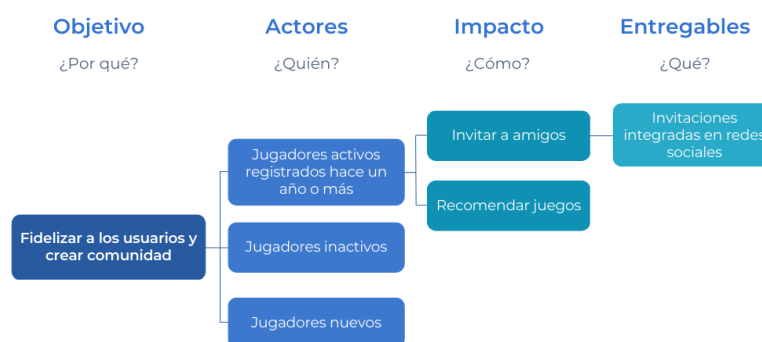 Objetivo
Actores
Impacto
Entregables
¿Por qué?
¿Quién?
¿Cómo?
¿Qué?
Fidelizar a los usuarios y
crear comunidad
Jugadores activos
registrados hace un
año o más
Jugadores inactivos
Jugadores nuevos
Invitar a amigos
Recomendar juegos
Invitaciones
integradas en redes
sociales